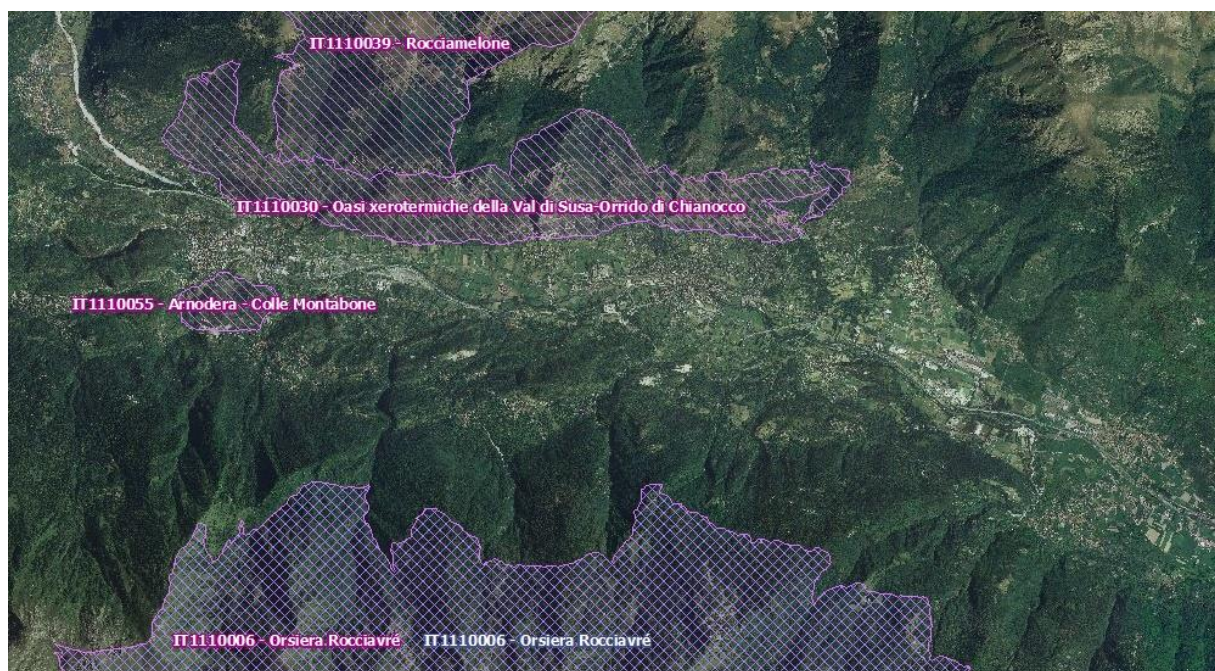 IT1110039 - Rocciamelone
IT1110030 - Oasi xerotermiche della Val di Susa-Orrido di Chianocco
IT1110055 - Arnodera - Colle Montabone
IT1110006 - Orsiera Rocciavré IT1110006 - Orsiera Rocciavré